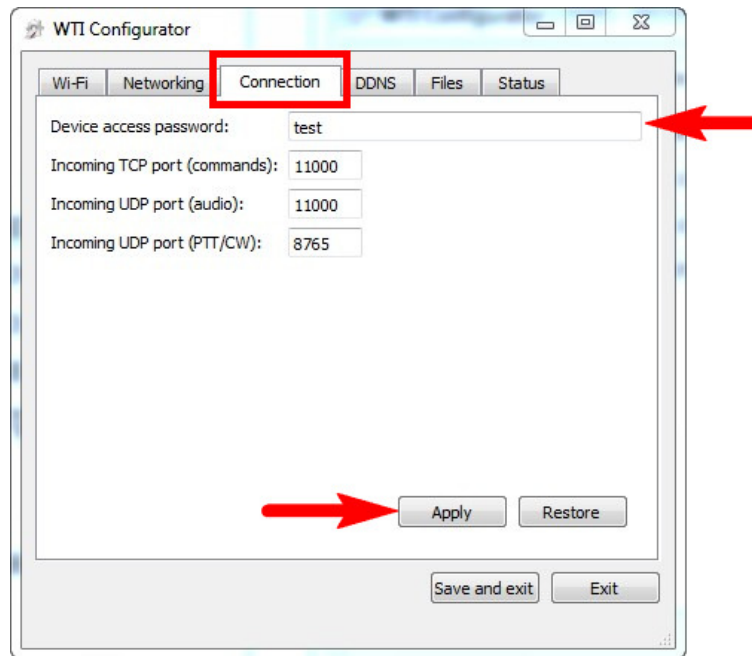 WTI Configurator
Wi-Fi Networking Connection DDNS Files Status
Device access password: test
Incoming TCP port (commands): 11000
Incoming UDP port (audio): 11000
Incoming UDP port (PTT/CW): 8765
Apply Restore
Save and exit Exit